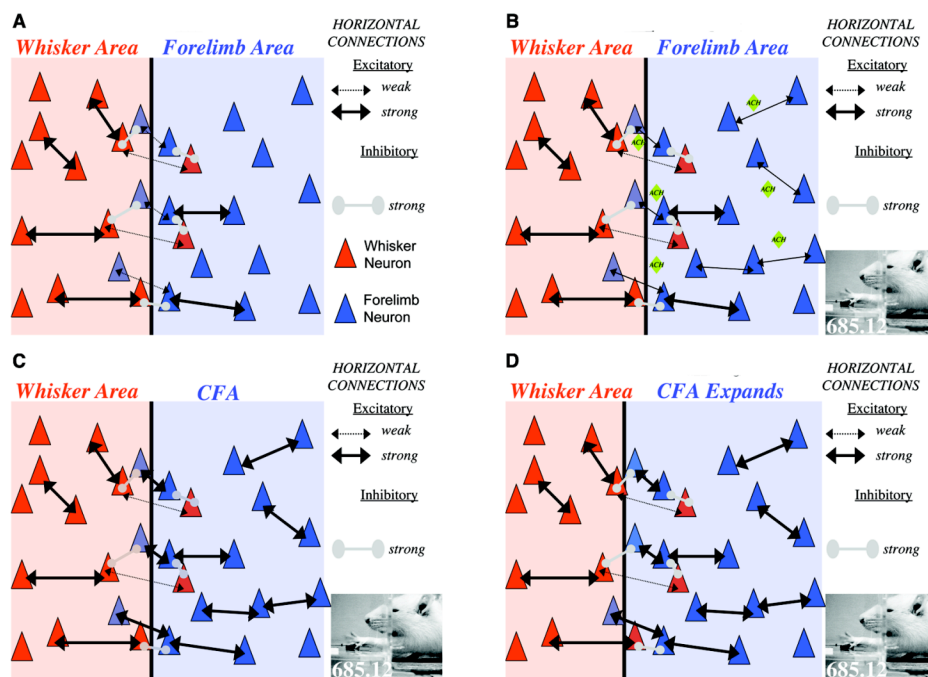 A
Whisker Area
Forelimb Area
HORIZONTAL
CONNECTIONS
Excitatory
weak
strong
Inhibitory
strong
Whisker
Neuron
Forelimb
Neuron
B
Whisker Area
Forelimb Area
HORIZONTAL
CONNECTIONS
Excitatory
weak
strong
Inhibitory
strong
ACH
ACH
ACH
ACH
ACH
ACH
685.12
C
Whisker Area
CFA
HORIZONTAL
CONNECTIONS
Excitatory
weak
strong
Inhibitory
strong
685.12
D
Whisker Area
CFA Expands
HORIZONTAL
CONNECTIONS
Excitatory
weak
strong
Inhibitory
strong
685.12